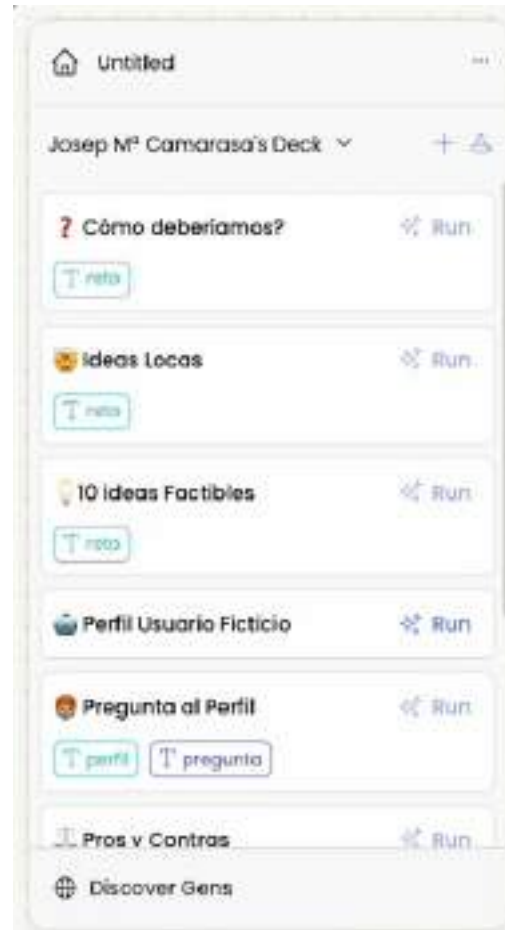 Untitled
Josep Mª Camarasa's Deck
Cómo deberíamos? Run
reto
Ideas Locas Run
reto
10 Ideas Factibles Run
reto
Perfil Usuario Ficticio Run
Pregunta al Perfil Run
perfil pregunta
Pros y Contras Run
Discover Gens